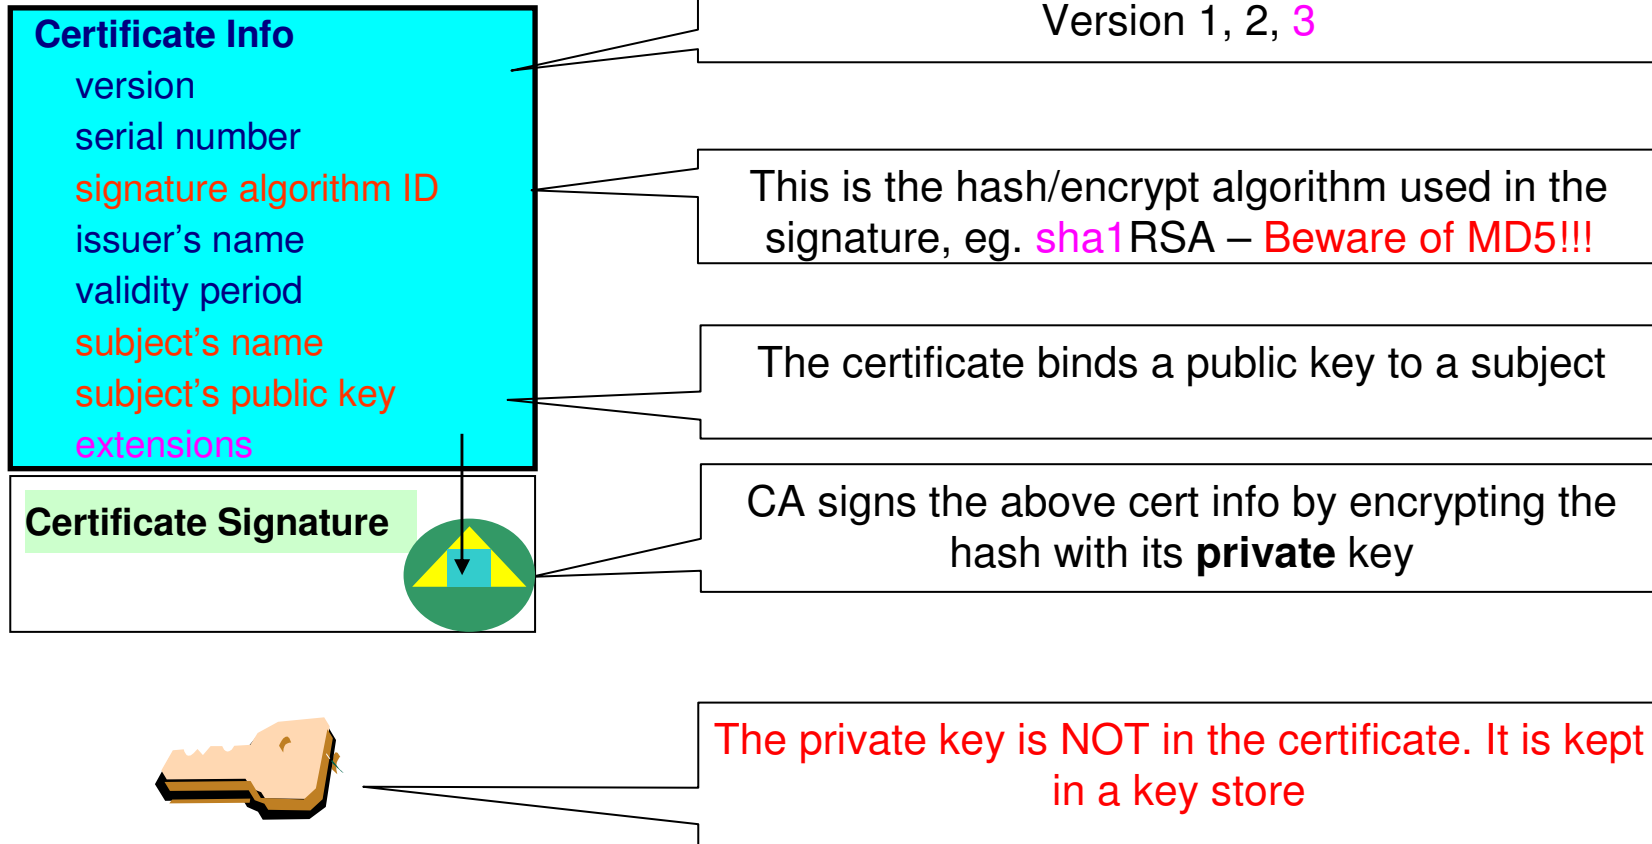 Certificate Info
version
serial number
signature algorithm ID
issuer’s name
validity period
subject’s name
subject’s public key
extensions
Certificate Signature
Version 1, 2, 3
This is the hash/encrypt algorithm used in the
signature, eg. sha1RSA – Beware of MD5!!!
The certificate binds a public key to a subject
CA signs the above cert info by encrypting the
hash with its private key
The private key is NOT in the certificate. It is kept
in a key store